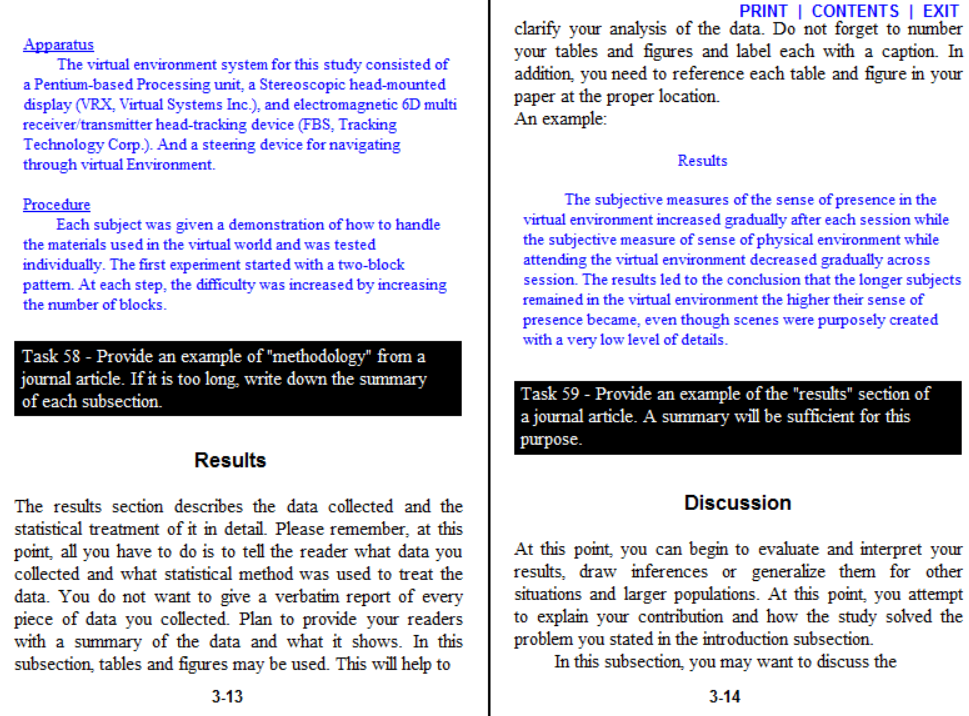 Apparatus
The virtual environment system for this study consisted of
a Pentium-based Processing unit, a Stereoscopic head-mounted
display (VRX, Virtual Systems Inc.), and electromagnetic 6D multi
receiver/transmitter head-tracking device (FBS, Tracking
Technology Corp.). And a steering device for navigating
through virtual Environment.
Procedure
Each subject was given a demonstration of how to handle
the materials used in the virtual world and was tested
individually. The first experiment started with a two-block
pattern. At each step, the difficulty was increased by increasing
the number of blocks.
Task 58 - Provide an example of "methodology" from a
journal article. If it is too long, write down the summary
of each subsection.
Results
The results section describes the data collected and the
statistical treatment of it in detail. Please remember, at this
point, all you have to do is to tell the reader what data you
collected and what statistical method was used to treat the
data. You do not want to give a verbatim report of every
piece of data you collected. Plan to provide your readers
with a summary of the data and what it shows. In this
subsection, tables and figures may be used. This will help to
3-13
PRINT | CONTENTS | EXIT
clarify your analysis of the data. Do not forget to number
your tables and figures and label each with a caption. In
addition, you need to reference each table and figure in your
paper at the proper location.
An example:
Results
The subjective measures of the sense of presence in the
virtual environment increased gradually after each session while
the subjective measure of sense of physical environment while
attending the virtual environment decreased gradually across
session. The results led to the conclusion that the longer subjects
remained in the virtual environment the higher their sense of
presence became, even though scenes were purposely created
with a very low level of details.
Task 59 - Provide an example of the "results" section of
a journal article. A summary will be sufficient for this
purpose.
Discussion
At this point, you can begin to evaluate and interpret your
results, draw inferences or generalize them for other
situations and larger populations. At this point, you attempt
to explain your contribution and how the study solved the
problem you stated in the introduction subsection.
In this subsection, you may want to discuss the
3-14